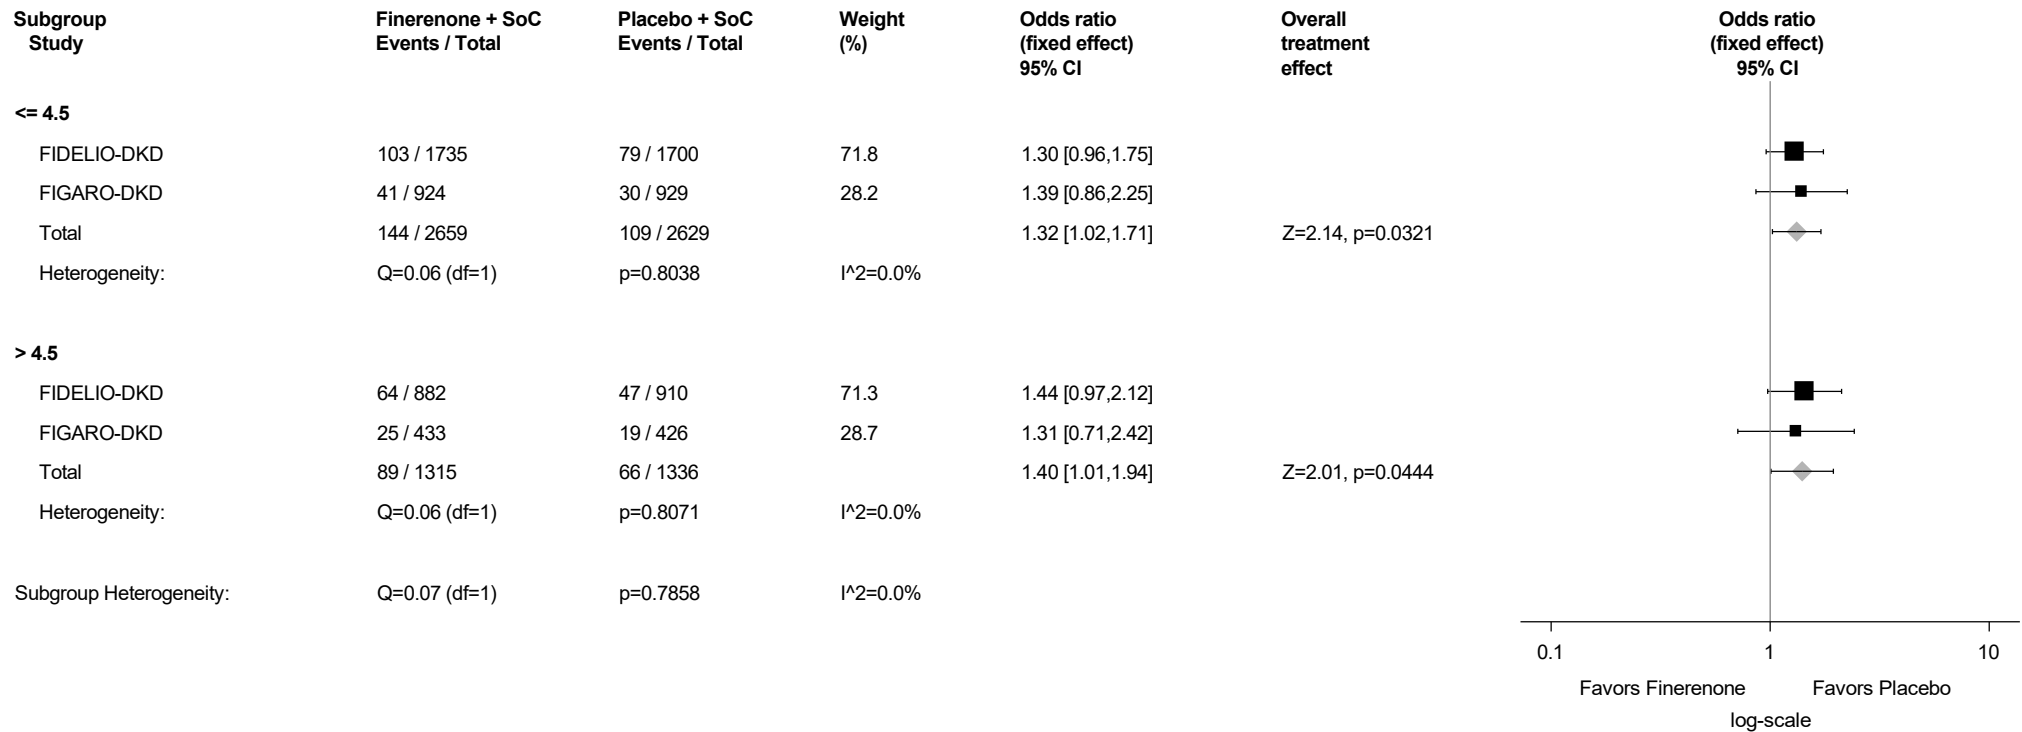 Subgroup Finerenone + SoC Placebo + SoC Weight Odds ratio Overall Odds ratio
Study Events / Total Events / Total (%) (fixed effect) treatment (fixed effect)
95% CI effect 95% CI
<= 4.5
FIDELIO-DKD 103 / 1735 79 / 1700 71.8 1.30 [0.96,1.75]
FIGARO-DKD 41 / 924 30 / 929 28.2 1.39 [0.86,2.25]
Total 144 / 2659 109 / 2629 1.32 [1.02,1.71] Z=2.14, p=0.0321
Heterogeneity: Q=0.06 (df=1) p=0.8038 I^2=0.0%
> 4.5
FIDELIO-DKD 64 / 882 47 / 910 71.3 1.44 [0.97,2.12]
FIGARO-DKD 25 / 433 19 / 426 28.7 1.31 [0.71,2.42]
Total 89 / 1315 66 / 1336 1.40 [1.01,1.94] Z=2.01, p=0.0444
Heterogeneity: Q=0.06 (df=1) p=0.8071 I^2=0.0%
Subgroup Heterogeneity: Q=0.07 (df=1) p=0.7858 I^2=0.0%
0.1 1 10
Favors Finerenone Favors Placebo
log-scale